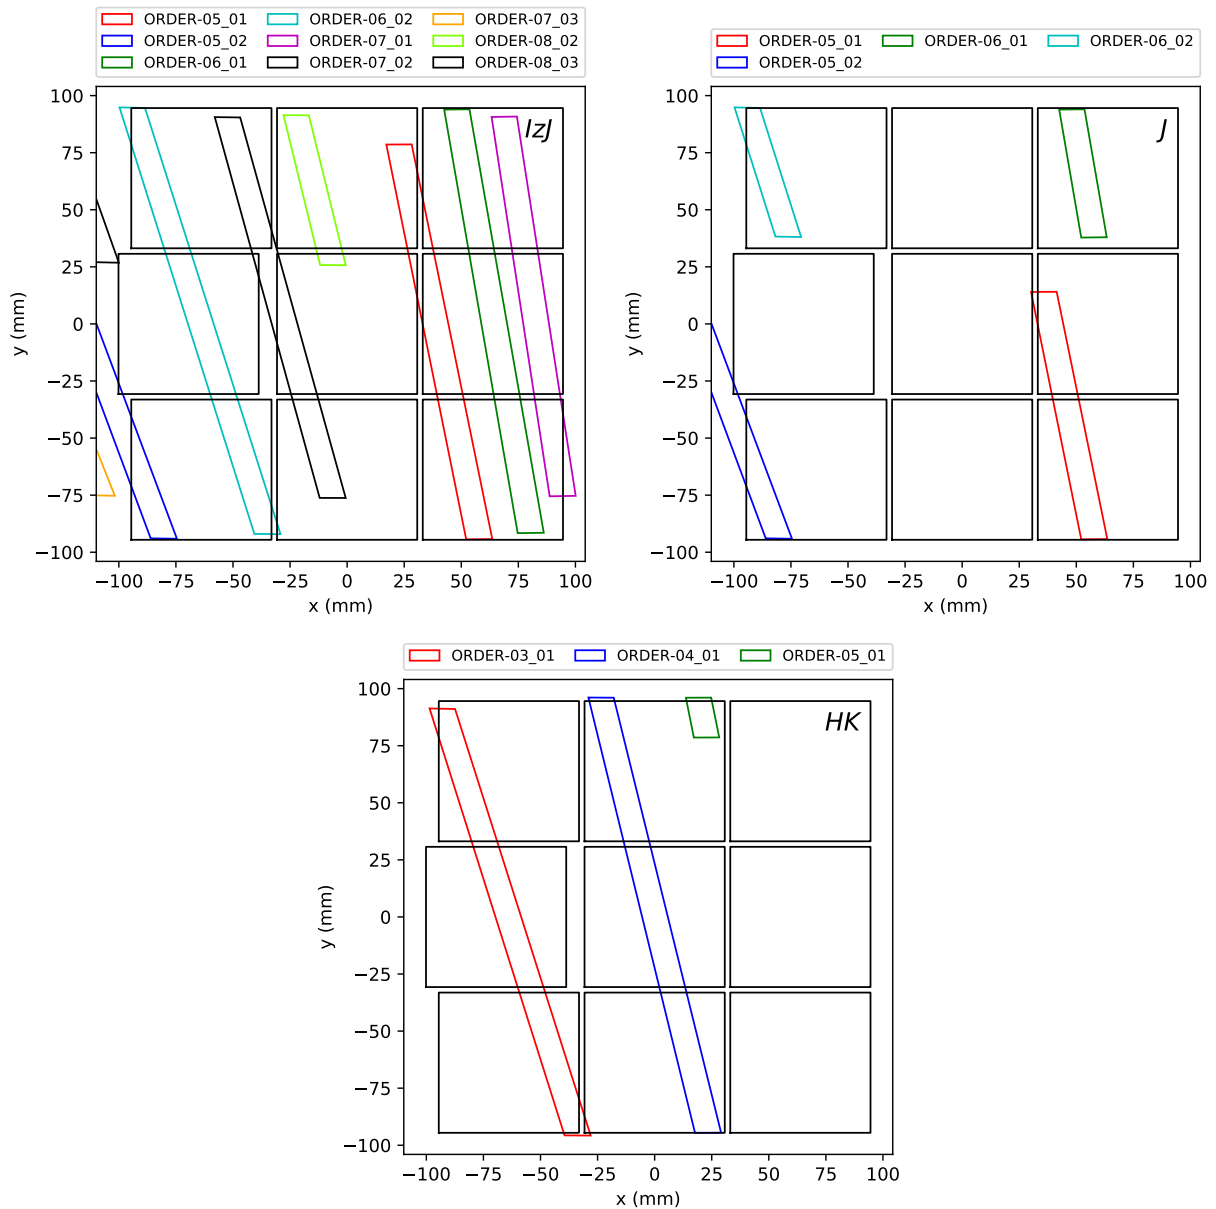 ORDER-05_01 ORDER-06_02 ORDER-07_03
ORDER-05_02 ORDER-07_01 ORDER-08_02
ORDER-06_01 ORDER-07_02 ORDER-08_03
IzJ
100
75
50
25
0
−25
−50
−75
−100
y (mm)
−100 −75 −50 −25 0 25 50 75 100
x (mm)
ORDER-05_01 ORDER-06_01 ORDER-06_02
ORDER-05_02
J
100
75
50
25
0
−25
−50
−75
−100
y (mm)
−100 −75 −50 −25 0 25 50 75 100
x (mm)
ORDER-03_01 ORDER-04_01 ORDER-05_01
HK
100
75
50
25
0
−25
−50
−75
−100
y (mm)
−100 −75 −50 −25 0 25 50 75 100
x (mm)